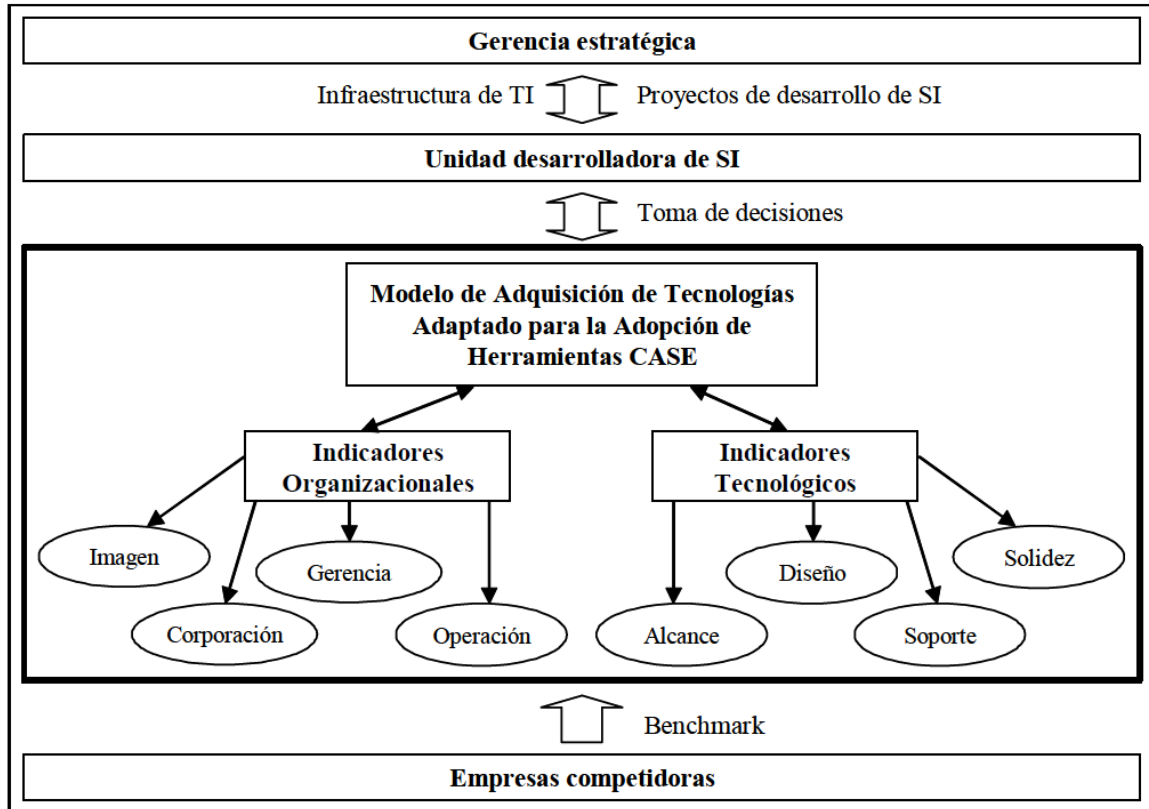 Gerencia estratégica
Infraestructura de TI
Proyectos de desarrollo de SI
Unidad desarrolladora de SI
Toma de decisiones
Modelo de Adquisición de Tecnologías
Adaptado para la Adopción de
Herramientas CASE
Indicadores
Organizacionales
Indicadores
Tecnológicos
Imagen
Gerencia
Diseño
Solidez
Corporación
Operación
Alcance
Soporte
Benchmark
Empresas competidoras